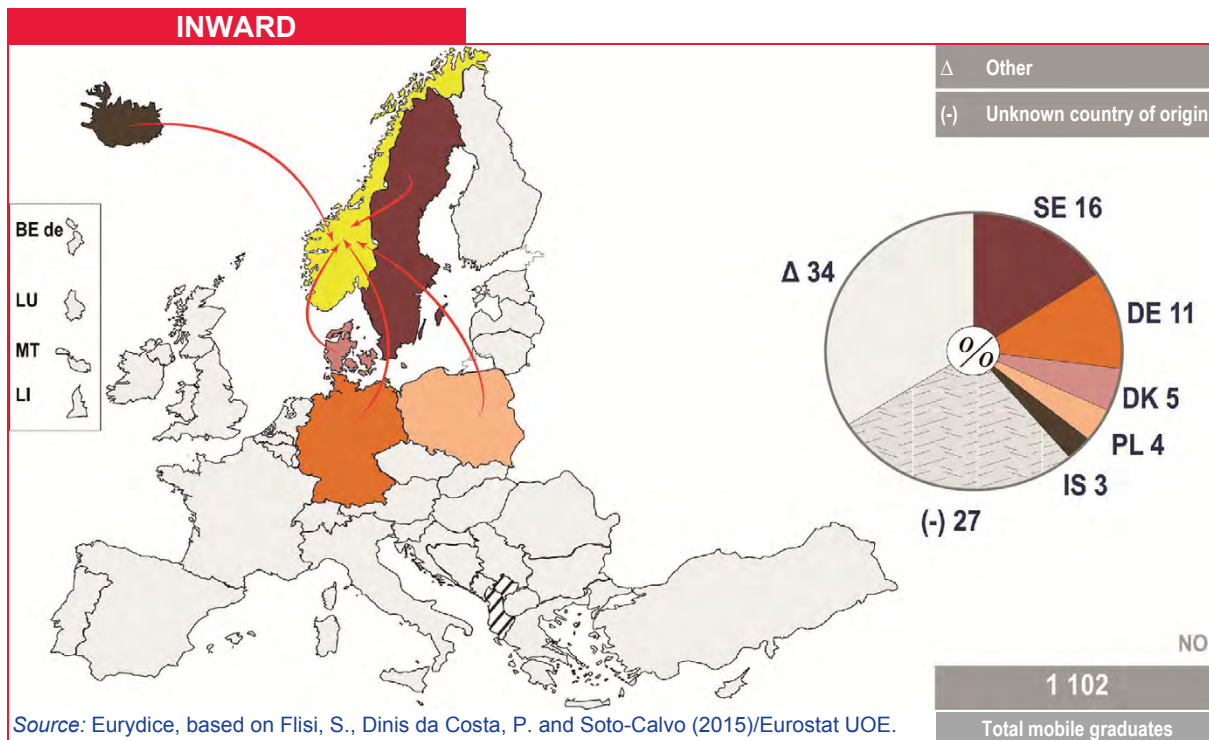 INWARD
Δ Other
(-) Unknown country of origin
BE de
LU
MT
LI
SE 16
DE 11
DK 5
PL 4
IS 3
(-) 27
Δ 34
%
NO
1 102
Total mobile graduates
Source: Eurydice, based on Flisi, S., Dinis da Costa, P. and Soto-Calvo (2015)/Eurostat UOE.